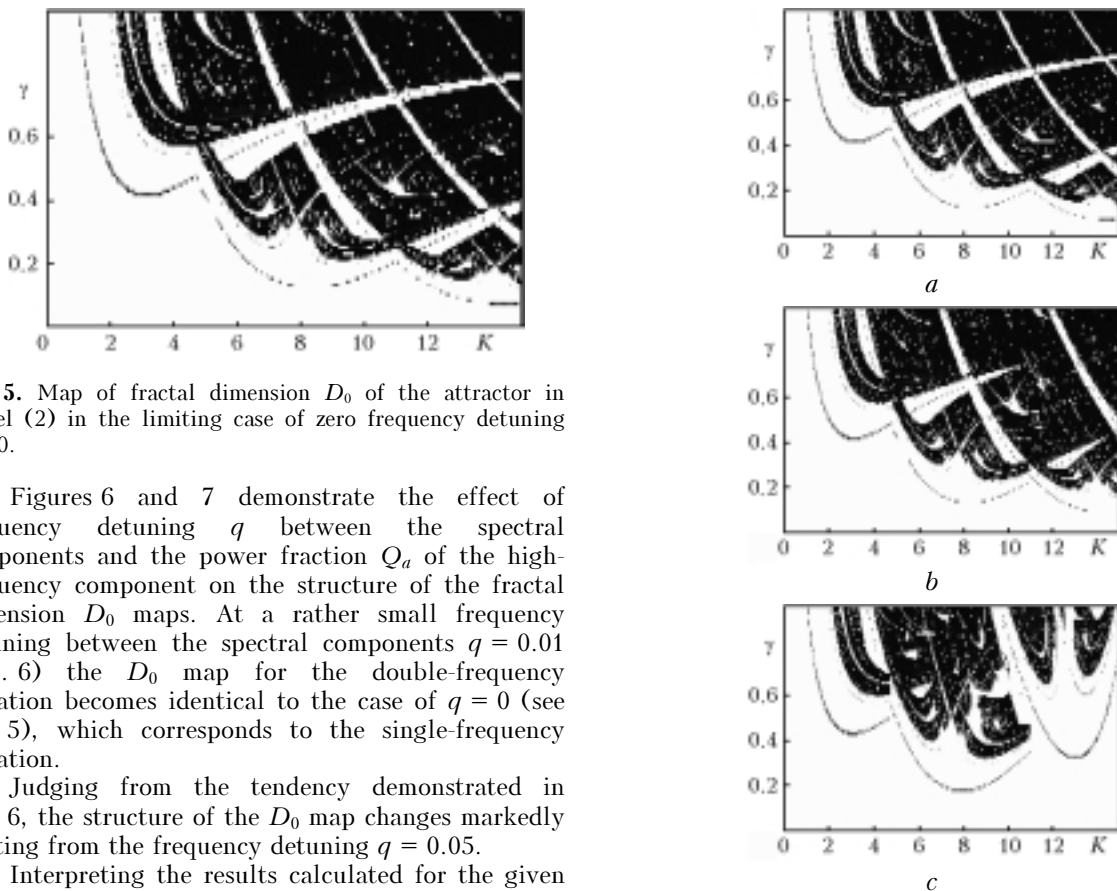 γ
0.6
0.4
0.2
0 2 4 6 8 10 12 K
5. Map of fractal dimension D0 of the attractor in
el (2) in the limiting case of zero frequency detuning
0.
Figures 6 and 7 demonstrate the effect of
uency detuning q between the spectral
ponents and the power fraction Qa of the high-
uency component on the structure of the fractal
ension D0 maps. At a rather small frequency
ning between the spectral components q = 0.01
. 6) the D0 map for the double-frequency
ation becomes identical to the case of q = 0 (see
5), which corresponds to the single-frequency
ation.
Judging from the tendency demonstrated in
6, the structure of the D0 map changes markedly
ting from the frequency detuning q = 0.05.
Interpreting the results calculated for the given
γ
0.6
0.4
0.2
0 2 4 6 8 10 12 K
a
γ
0.6
0.4
0.2
0 2 4 6 8 10 12 K
b
γ
0.6
0.4
0.2
0 2 4 6 8 10 12 K
c